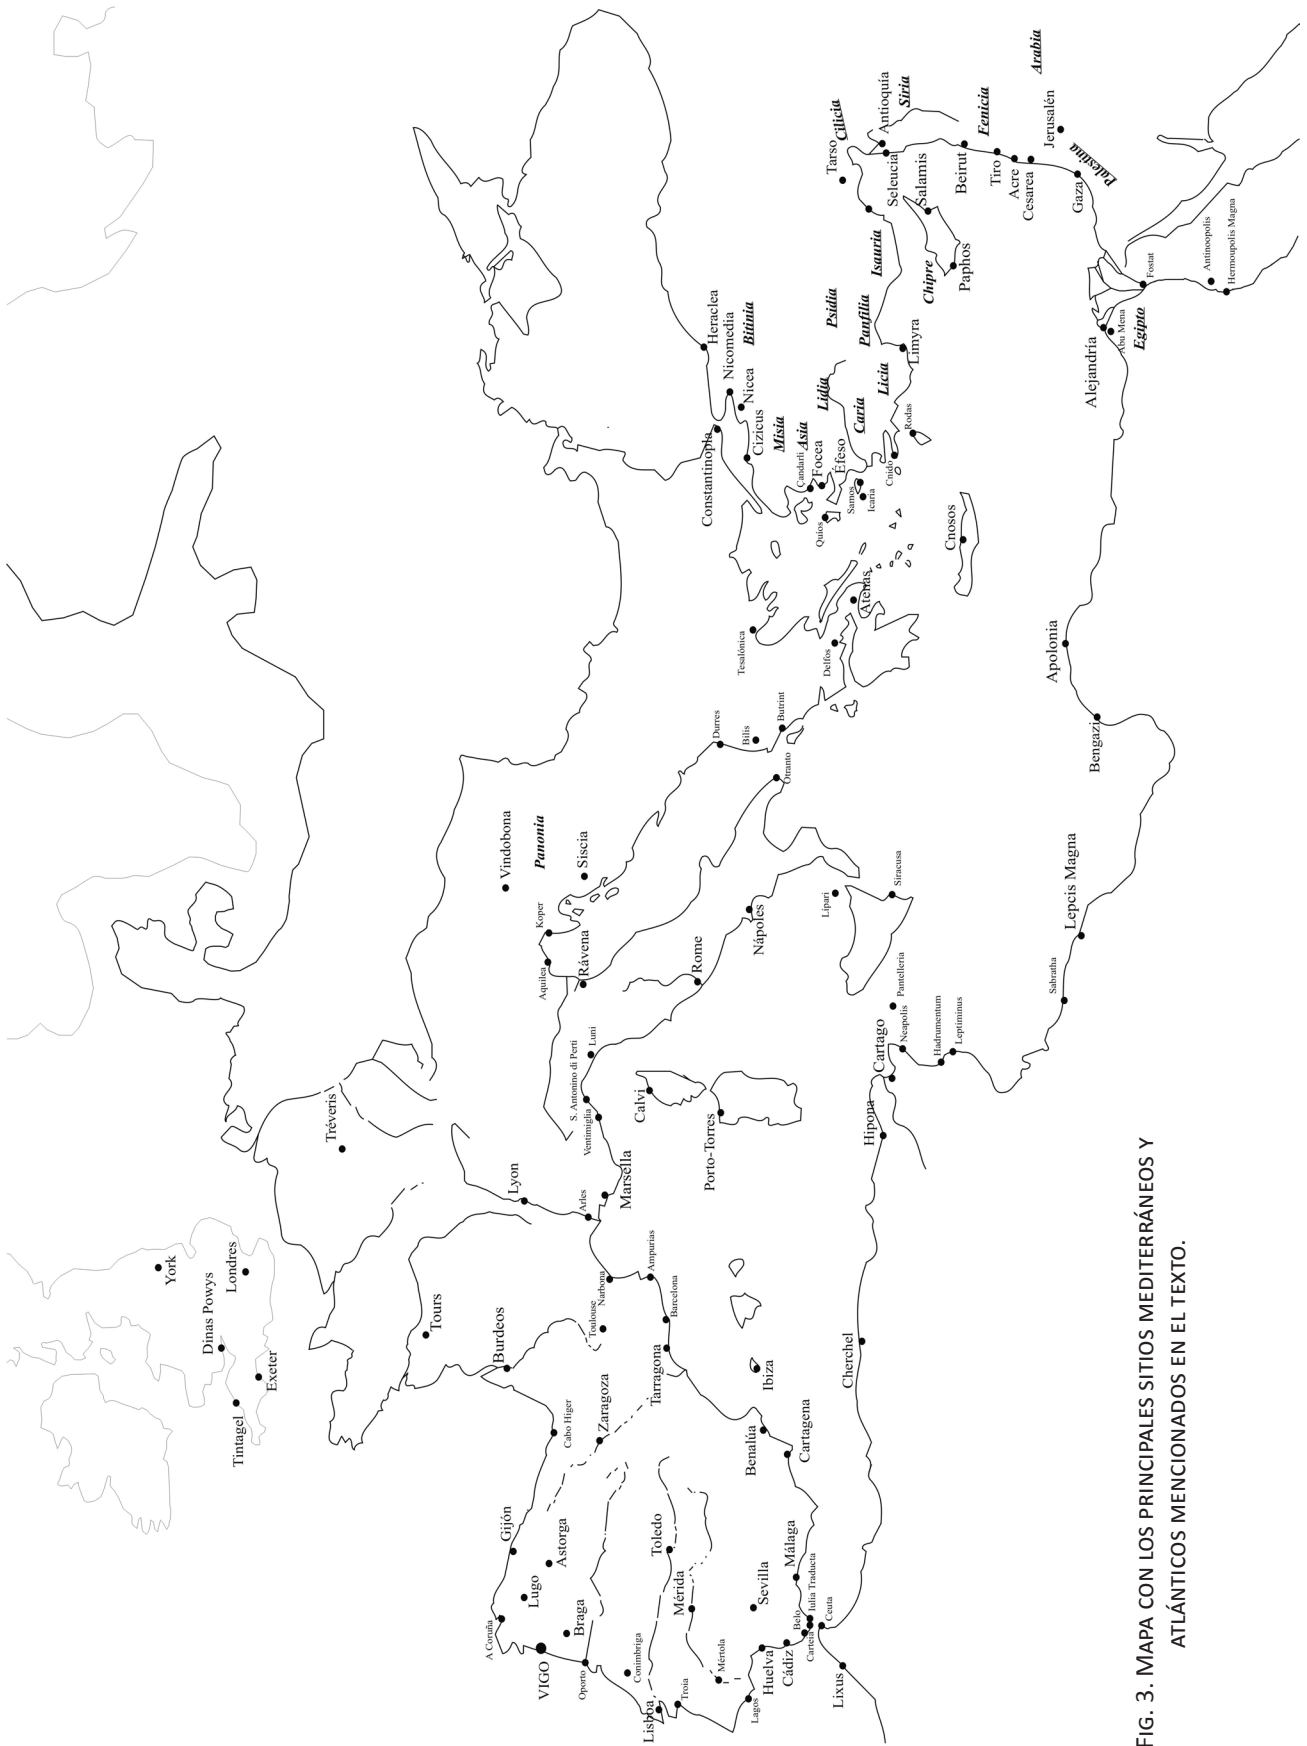 York
Dinas Powys
Londres
Tintagel
Exeter
Tréveris
Tours
Burdeos
Lyon
Arles
Marsella
Toulouse
Narbona
Ampurias
Barcelona
Tarragona
Zaragoza
Cabo Higer
Gijón
A Coruña
Lugo
Astorga
Braga
VIGO
Oporto
Conimbriga
Lisboa
Troia
Toledo
Mérida
Mértola
Lagos
Huelva
Sevilla
Cádiz
Belo
Carteia
Iulia Traducta
Ceuta
Málaga
Cartagena
Benalúa
Ibiza
Lixus
Cherchel
Hipona
Cartago
Neapolis
Pantelleria
Hadrumentum
Leptiminus
Sabratha
Lepcis Magna
Bengazi
Apolonia
Porto-Torres
Calvi
Ventimiglia
S. Antonino di Perti
Luni
Rome
Rávena
Aquilea
Koper
Vindobona
Panonia
Siscia
Nápoles
Lípari
Siracusa
Otranto
Durres
Bilis
Butrint
Tesalónica
Delfos
Atenas
Cnosos
Constantinopla
Heraclea
Nicomedia
Bitinia
Nicea
Cizicus
Misia
Çandarli
Asia
Focea
Éfeso
Quios
Samos
Icaria
Lidia
Caria
Cnido
Rodas
Licia
Limyra
Psidia
Panfilia
Isauria
Chipre
Paphos
Salamis
Tarso
Cilicia
Antioquía
Siria
Seleucia
Beirut
Fenicia
Tiro
Acre
Cesarea
Jerusalén
Arabia
Palestina
Gaza
Alejandría
Abu Mena
Egipto
Fostat
Antinoopolis
Hermoupolis Magna
FIG. 3. MAPA CON LOS PRINCIPALES SITIOS MEDITERRÁNEOS Y
ATLÁNTICOS MENCIONADOS EN EL TEXTO.